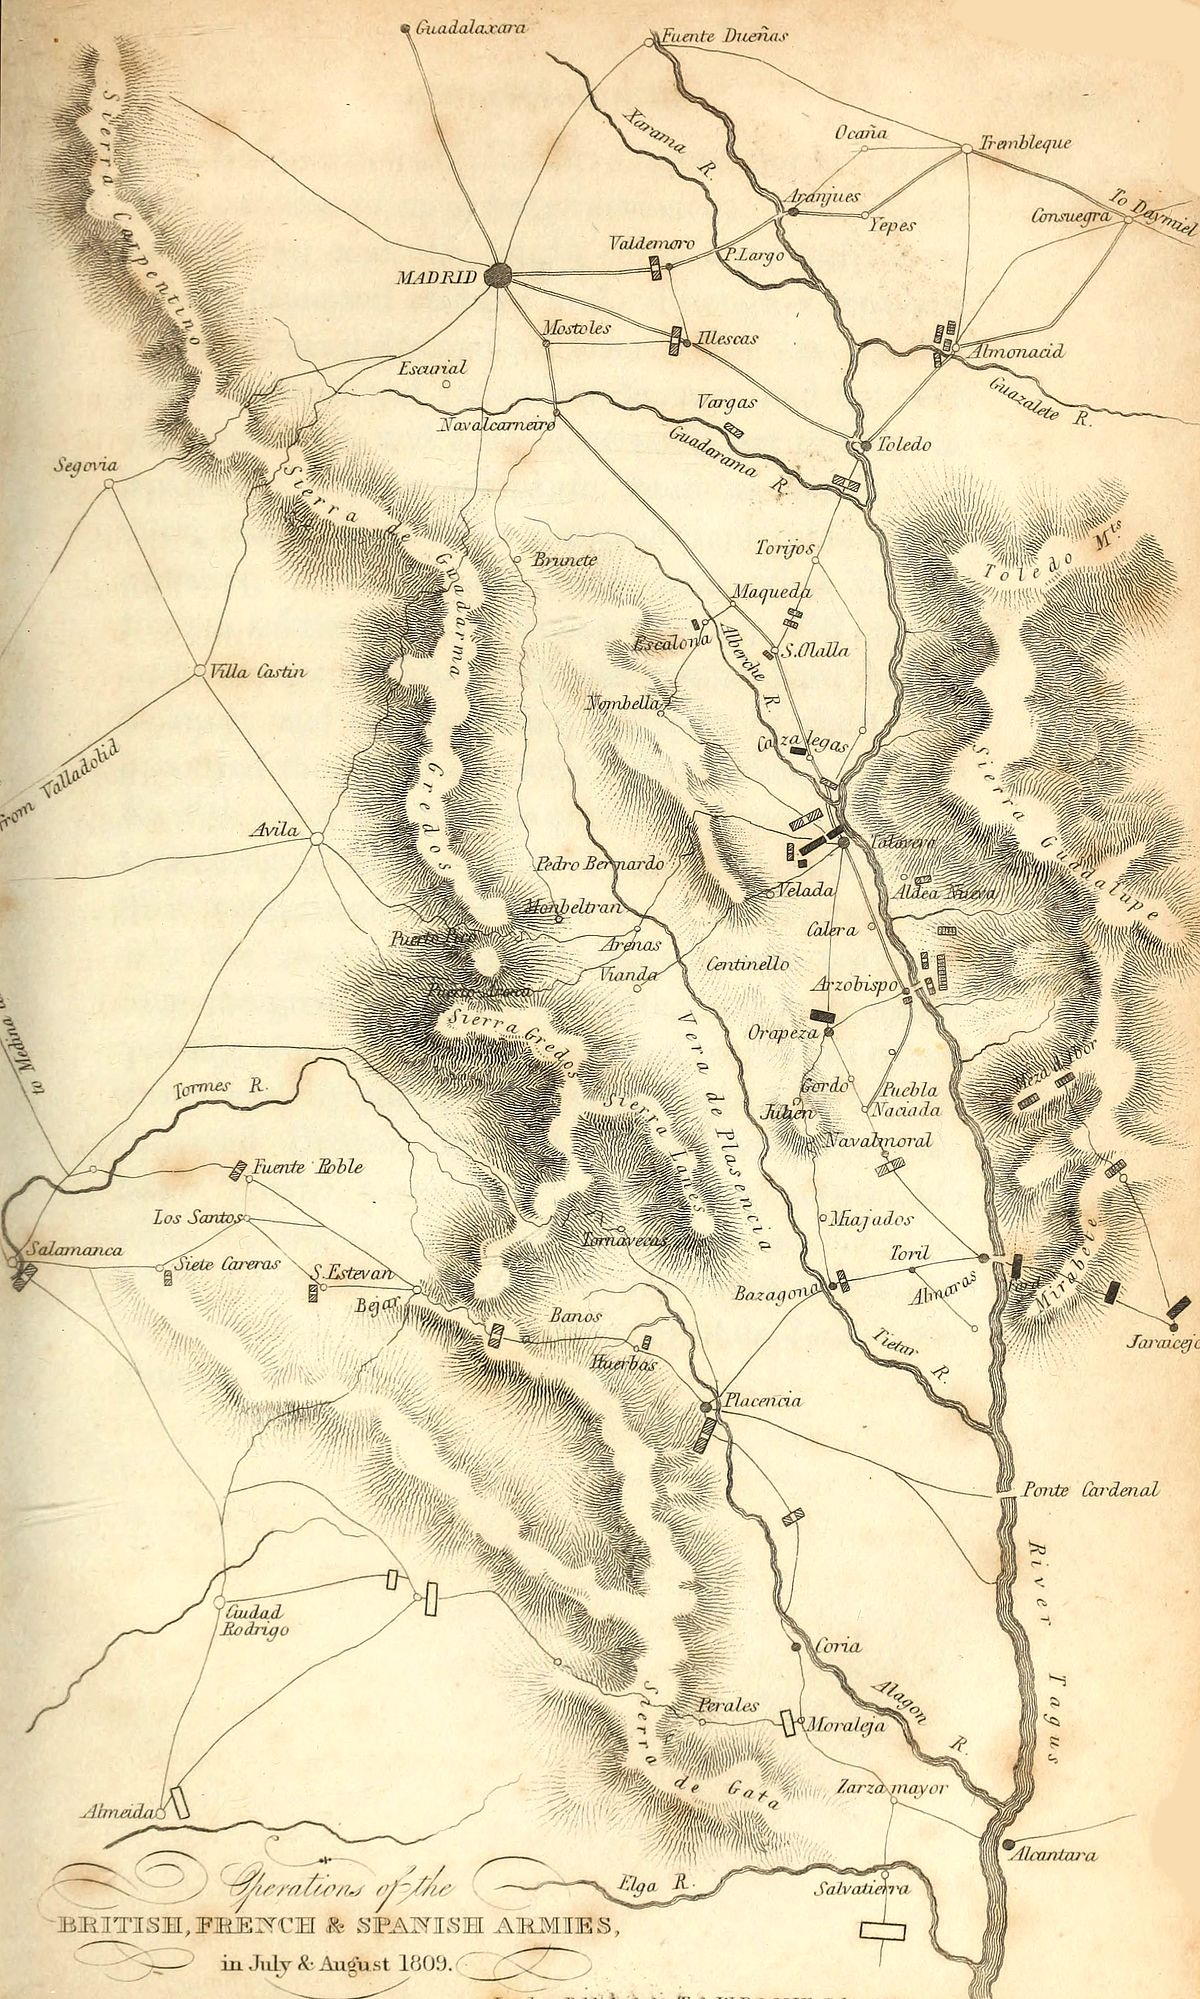 Guadalaxara
Fuente Dueñas
Sierra Carpentino
Xarama R.
Ocaña
Trembleque
Aranjues
Yepes
Consuegra
To Daymiel
Valdemoro
P. Largo
MADRID
Mostoles
Illescas
Almonacid
Guazalete R.
Escurial
Vargas
Navalcarneiro
Guadarama R.
Toledo
Segovia
Sierra de Guadarma
Toledo Mts
Torijos
Brunete
Maqueda
Escalona
Alberche R.
S. Olalla
Villa Castin
Nombella
Cazalegas
from Valladolid
Sierra Guadalupe
Gredos
Avila
Talavera
Pedro Bernardo
Velada
Aldea Nueva
Monbeltran
Calera
Puerto Pico
Arenas
Centinello
Vianda
Arzobispo
Sierra Gredos
Orapeza
to Medina
Vera de Plasencia
Meza d'Ibor
Tormes R.
Gordo
Puebla
Naciada
Julien
Sierra Lanes
Navalmoral
Fuente Roble
Los Santos
Miajados
Tornavecas
Salamanca
Siete Careras
Toril
S. Estevan
Bejar
Bazagona
Almaras
Mirabete
Banos
Jaraicejo
Tietar R.
Huerbas
Placencia
Ponte Cardenal
River Tagus
Ciudad
Rodrigo
Coria
Alagon R.
Perales
Moraleja
Sierra de Gata
Zarza mayor
Almeida
Alcantara
Elga R.
Salvatierra
Operations of the
BRITISH, FRENCH & SPANISH ARMIES,
in July & August 1809.